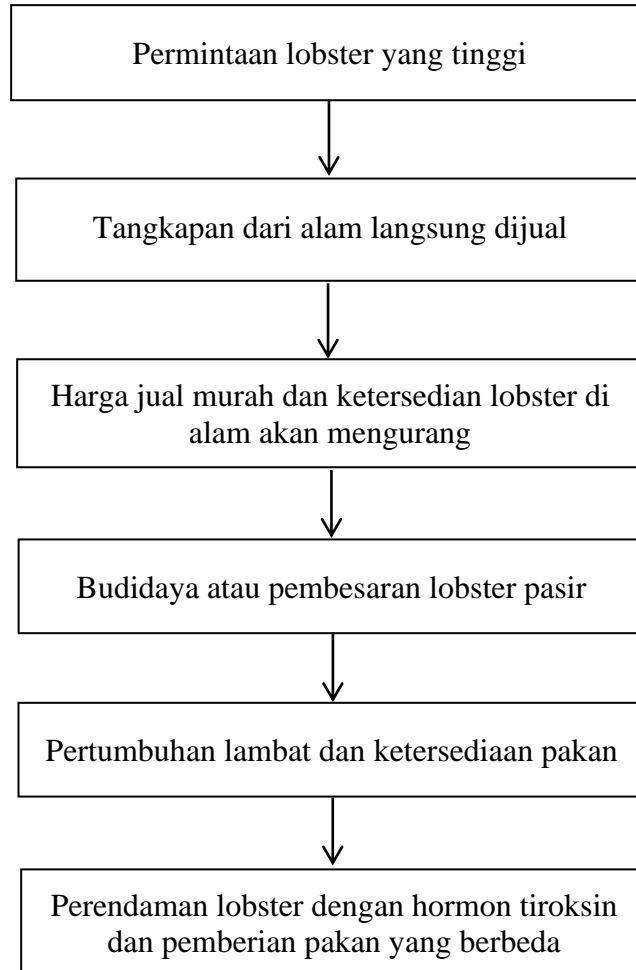 Permintaan lobster yang tinggi
Tangkapan dari alam langsung dijual
Harga jual murah dan ketersedian lobster di
alam akan mengurang
Budidaya atau pembesaran lobster pasir
Pertumbuhan lambat dan ketersediaan pakan
Perendaman lobster dengan hormon tiroksin
dan pemberian pakan yang berbeda